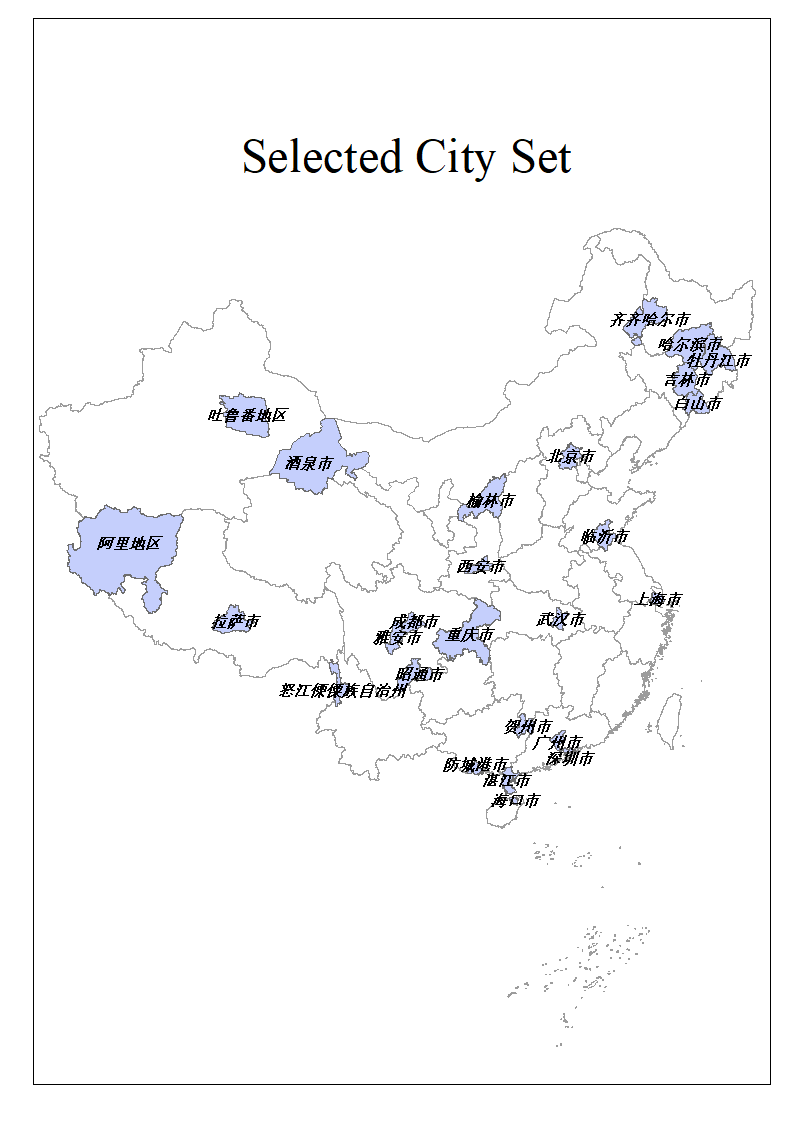 Selected City Set
齐齐哈尔市
哈尔滨市
牡丹江市
吉林市
白山市
吐鲁番地区
北京市
酒泉市
榆林市
临沂市
阿里地区
西安市
上海市
武汉市
拉萨市
成都市
重庆市
雅安市
昭通市
怒江傈僳族自治州
贺州市
广州市
深圳市
防城港市
湛江市
海口市